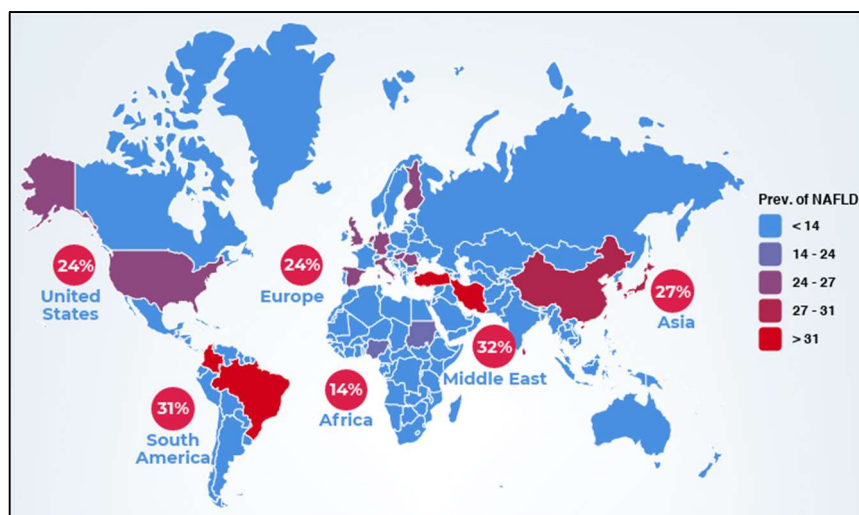 Prev. of NAFLD
< 14
14 - 24
24 - 27
27 - 31
> 31
24%
United
States
24%
Europe
27%
Asia
32%
Middle East
14%
Africa
31%
South
America